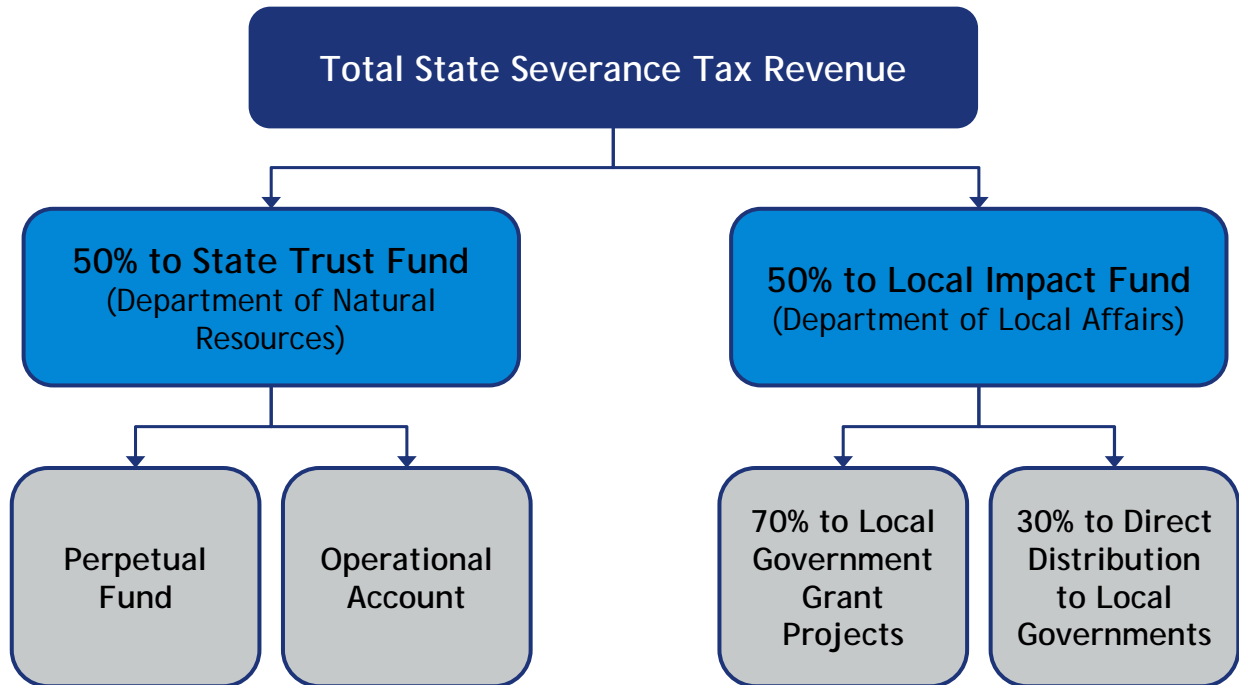 Total State Severance Tax Revenue
50% to State Trust Fund
(Department of Natural
Resources)
50% to Local Impact Fund
(Department of Local Affairs)
Perpetual
Fund
Operational
Account
70% to Local
Government
Grant
Projects
30% to Direct
Distribution
to Local
Governments